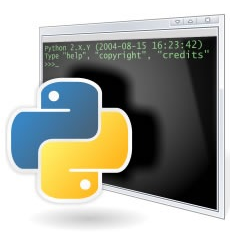 Python 2.X.Y (2004-08-15 16:23:42)
Type "help", "copyright", "credits"
>>>_